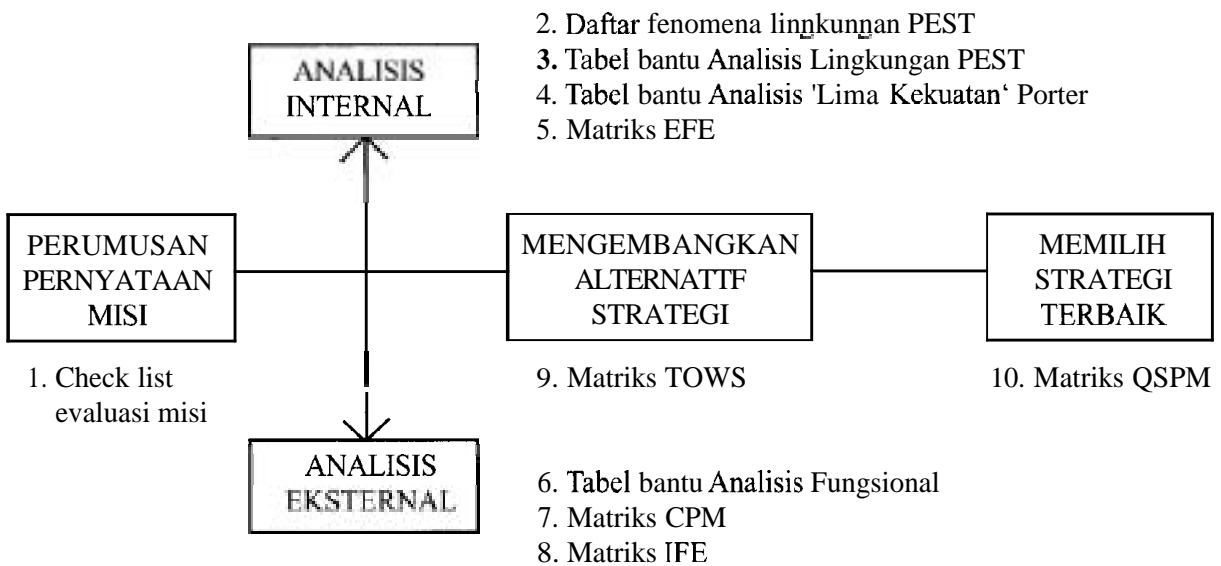 2. Daftar fenomena linnkunnan PEST
3. Tabel bantu Analisis Lingkungan PEST
4. Tabel bantu Analisis 'Lima Kekuatan‘ Porter
5. Matriks EFE
ANALISIS
INTERNAL
PERUMUSAN
PERNYATAAN
MISI
MENGEMBANGKAN
ALTERNATTF
STRATEGI
MEMILIH
STRATEGI
TERBAIK
1. Check list
evaluasi misi
9. Matriks TOWS
10. Matriks QSPM
ANALISIS
EKSTERNAL
6. Tabel bantu Analisis Fungsional
7. Matriks CPM
8. Matriks IFE